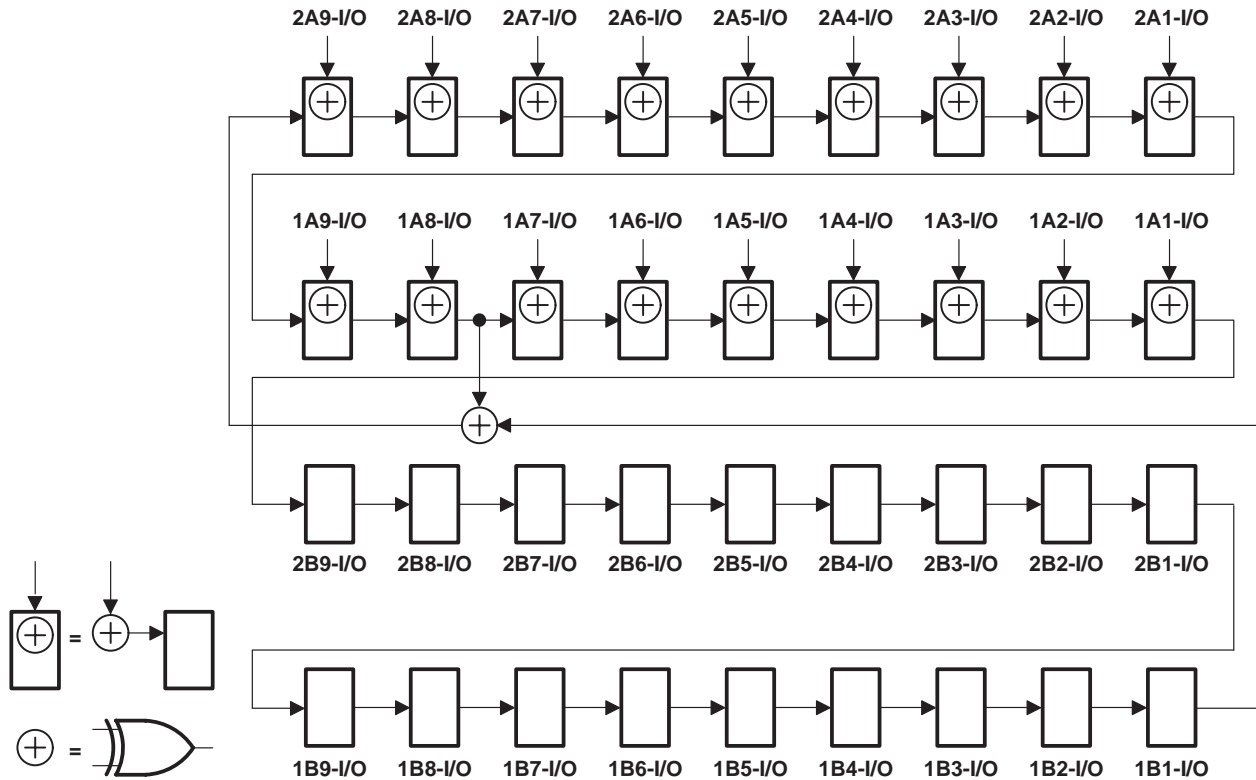 2A9-I/O 2A8-I/O 2A7-I/O 2A6-I/O 2A5-I/O 2A4-I/O 2A3-I/O 2A2-I/O 2A1-I/O
1A9-I/O 1A8-I/O 1A7-I/O 1A6-I/O 1A5-I/O 1A4-I/O 1A3-I/O 1A2-I/O 1A1-I/O
2B9-I/O 2B8-I/O 2B7-I/O 2B6-I/O 2B5-I/O 2B4-I/O 2B3-I/O 2B2-I/O 2B1-I/O
=
=
1B9-I/O 1B8-I/O 1B7-I/O 1B6-I/O 1B5-I/O 1B4-I/O 1B3-I/O 1B2-I/O 1B1-I/O